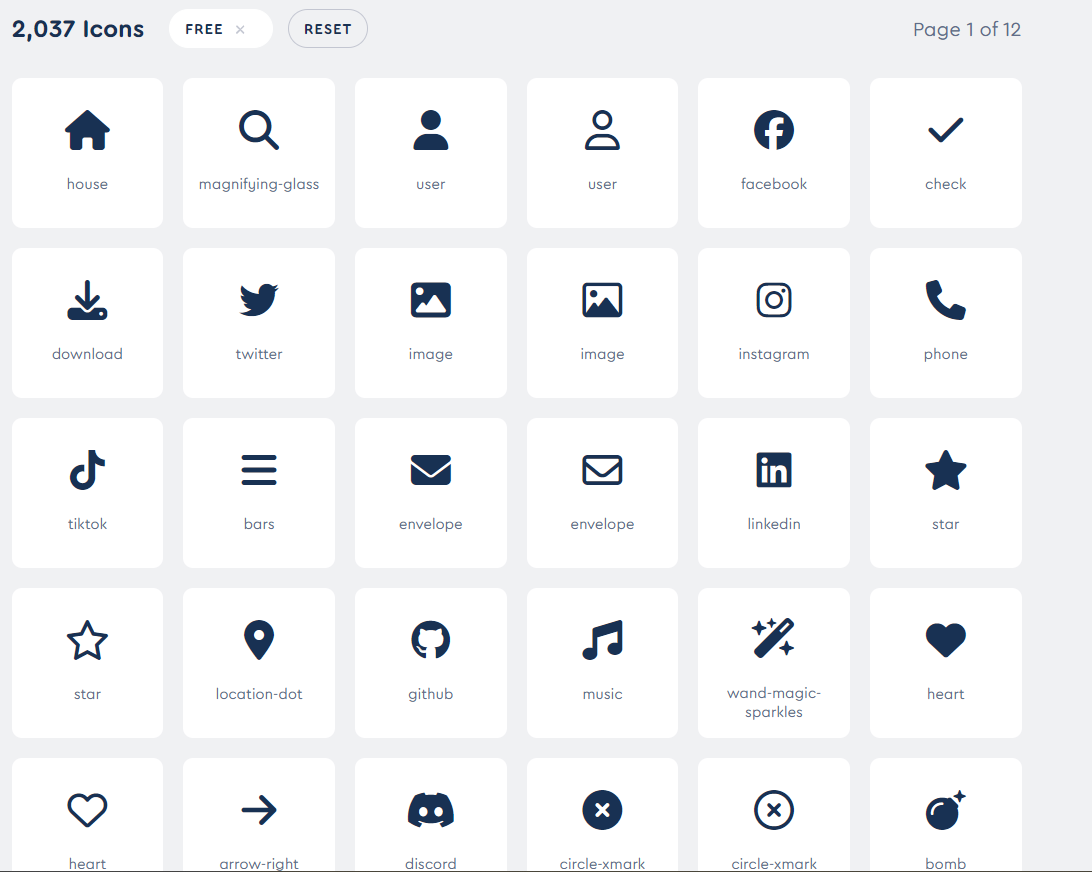 2,037 Icons FREE × RESET Page 1 of 12
house magnifying-glass user user facebook check
download twitter image image instagram phone
tiktok bars envelope envelope linkedin star
star location-dot github music wand-magic-sparkles heart
heart arrow-right discord circle-xmark circle-xmark bomb